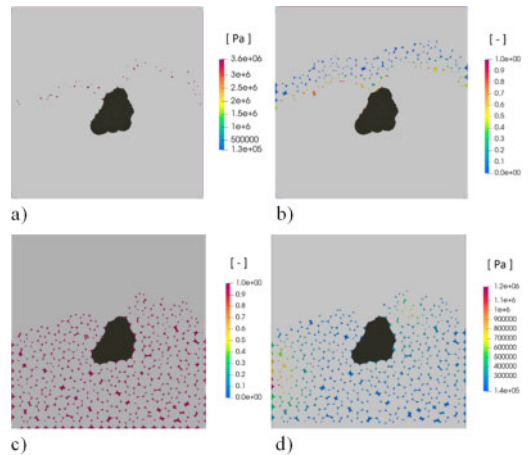 [ Pa ]
3.6e+06
3e+6
2.5e+6
2e+6
1.5e+6
1e+6
500000
1.3e+05
a)
[ - ]
1.0e+00
0.9
0.8
0.7
0.6
0.5
0.4
0.3
0.2
0.1
0.0e+00
b)
[ - ]
1.0e+00
0.9
0.8
0.7
0.6
0.5
0.4
0.3
0.2
0.1
0.0e+00
c)
[ Pa ]
1.2e+06
1.1e+6
1e+6
900000
800000
700000
600000
500000
400000
300000
1.4e+05
d)